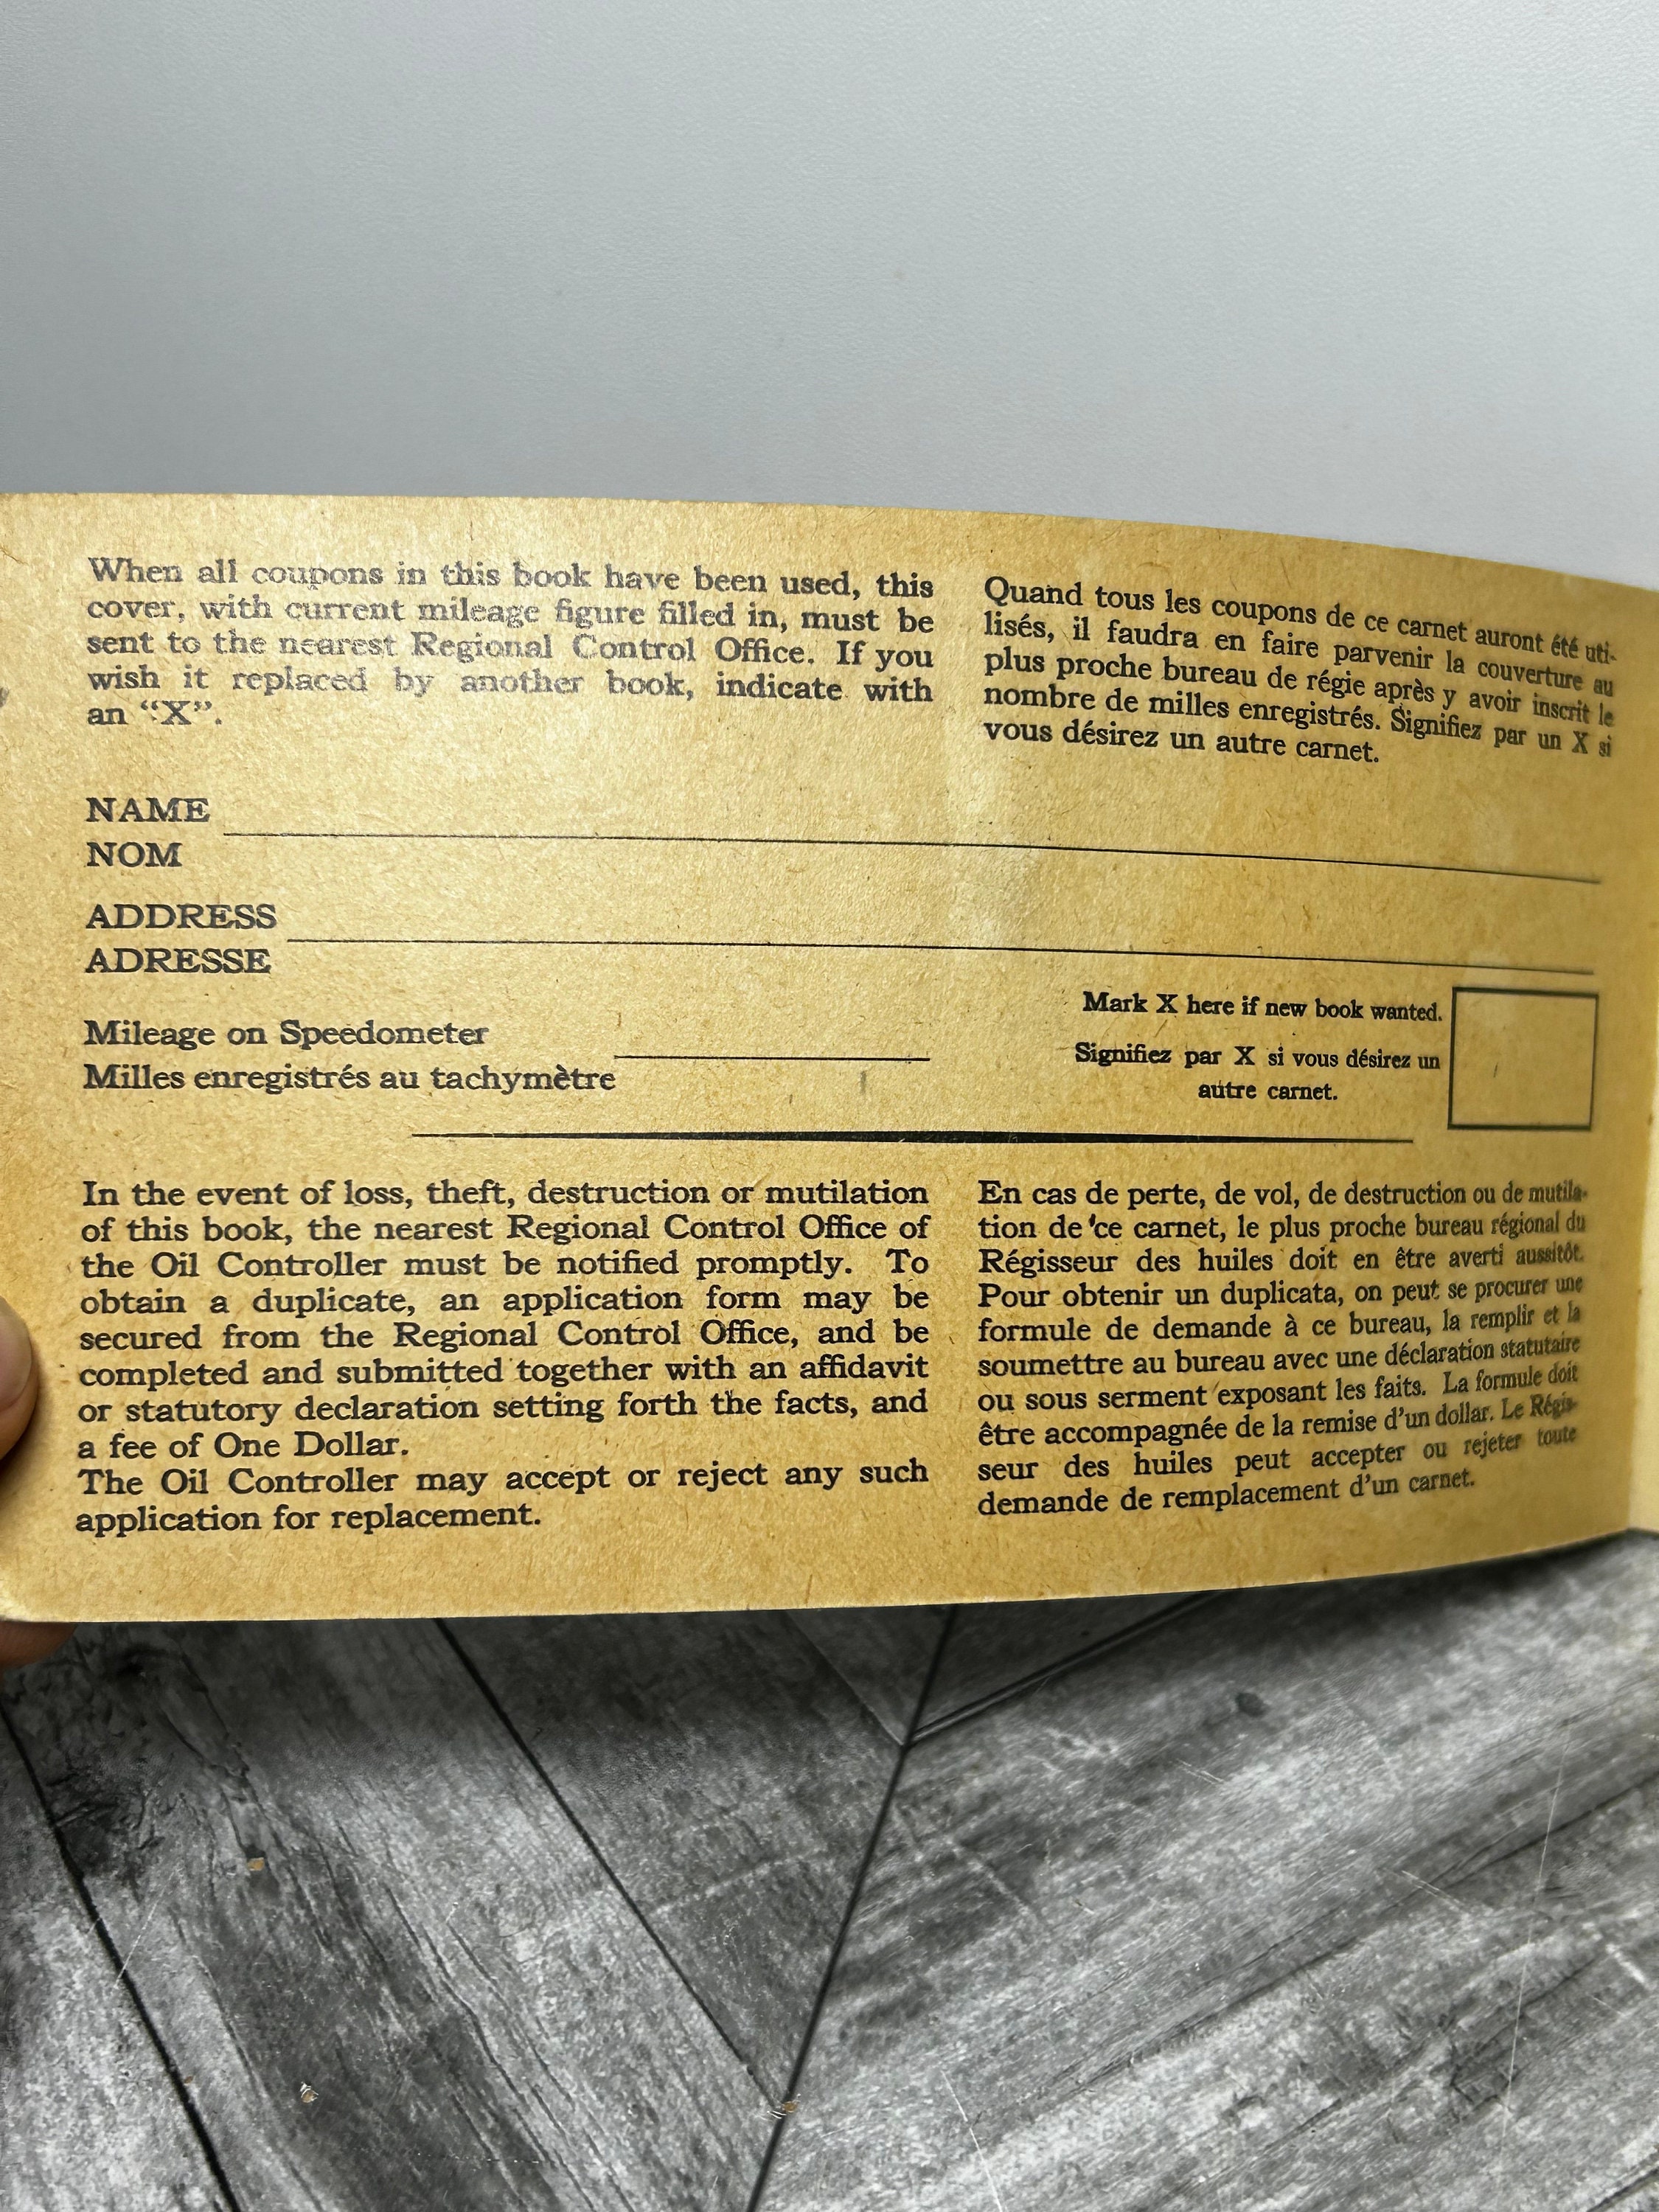 When all coupons in this book have been used, this
cover, with current mileage figure filled in, must be
sent to the nearest Regional Control Office. If you
wish it replaced by another book, indicate with
an “X”.
Quand tous les coupons de ce carnet auront été uti-
lisés, il faudra en faire parvenir la couverture au
plus proche bureau de régie après y avoir inscrit le
nombre de milles enregistrés. Signifiez par un X si
vous désirez un autre carnet.
NAME
NOM
ADDRESS
ADRESSE
Mileage on Speedometer
Milles enregistrés au tachymètre
Mark X here if new book wanted.
Signifiez par X si vous désirez un
autre carnet.
In the event of loss, theft, destruction or mutilation
of this book, the nearest Regional Control Office of
the Oil Controller must be notified promptly. To
obtain a duplicate, an application form may be
secured from the Regional Control Office, and be
completed and submitted together with an affidavit
or statutory declaration setting forth the facts, and
a fee of One Dollar.
The Oil Controller may accept or reject any such
application for replacement.
En cas de perte, de vol, de destruction ou de mutila-
tion de ce carnet, le plus proche bureau régional du
Régisseur des huiles doit en être averti aussitôt.
Pour obtenir un duplicata, on peut se procurer une
formule de demande à ce bureau, la remplir et la
soumettre au bureau avec une déclaration statutaire
ou sous serment exposant les faits. La formule doit
être accompagnée de la remise d’un dollar. Le Régis-
seur des huiles peut accepter ou rejeter toute
demande de remplacement d’un carnet.